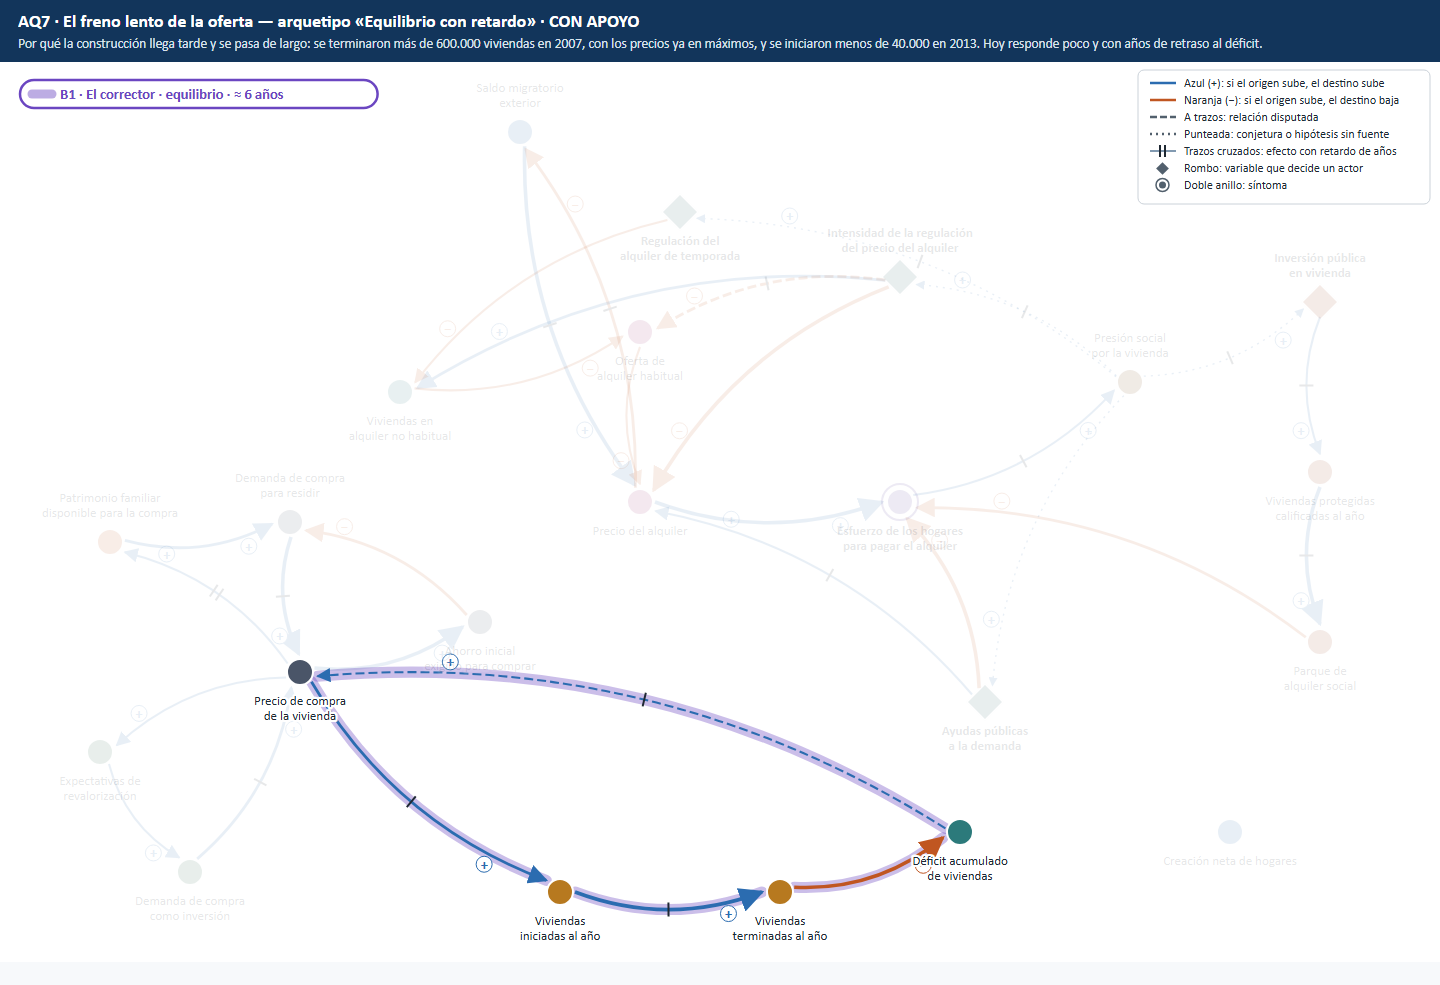 AQ7 · El freno lento de la oferta — arquetipo «Equilibrio con retardo» · CON APOYO
Por qué la construcción llega tarde y se pasa de largo: se terminaron más de 600.000 viviendas en 2007, con los precios ya en máximos, y se iniciaron menos de 40.000 en 2013. Hoy responde poco y con años de retraso al déficit.
B1 · El corrector · equilibrio · ≈ 6 años
Azul (+): si el origen sube, el destino sube
Naranja (−): si el origen sube, el destino baja
A trazos: relación disputada
Punteada: conjetura o hipótesis sin fuente
Trazos cruzados: efecto con retardo de años
Rombo: variable que decide un actor
Doble anillo: síntoma
Saldo migratorio
exterior
Regulación del
alquiler de temporada
Intensidad de la regulación
del precio del alquiler
Inversión pública
en vivienda
Oferta de
alquiler habitual
Presión social
por la vivienda
Viviendas en
alquiler no habitual
Demanda de compra
para residir
Patrimonio familiar
disponible para la compra
Precio del alquiler
Esfuerzo de los hogares
para pagar el alquiler
Viviendas protegidas
calificadas al año
Ahorro inicial
para comprar
Parque de
alquiler social
Precio de compra
de la vivienda
Ayudas públicas
a la demanda
Expectativas de
revalorización
Déficit acumulado
de viviendas
Creación neta de hogares
Demanda de compra
como inversión
Viviendas
iniciadas al año
Viviendas
terminadas al año